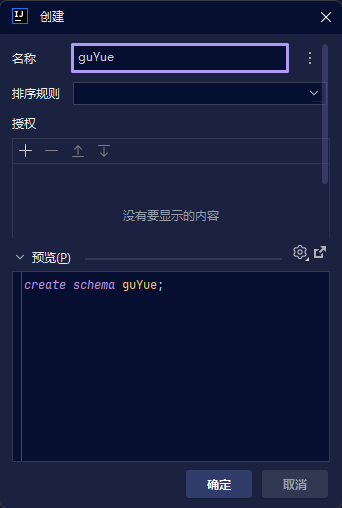 IJ 创建
名称 guYue
排序规则
授权
没有要显示的内容
预览(P)
create schema guYue;
确定 取消